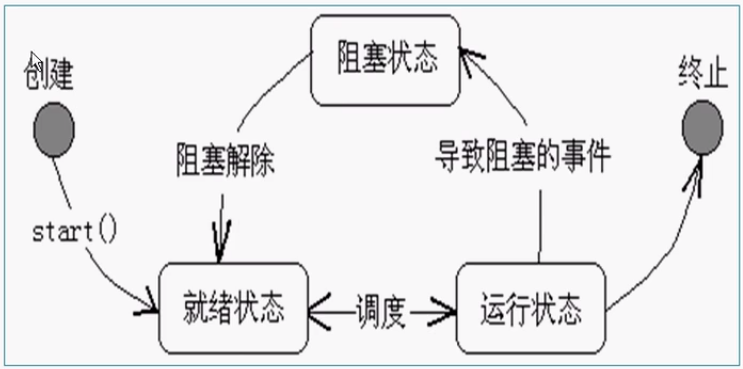 阻塞状态
创建
终止
阻塞解除
导致阻塞的事件
start()
就绪状态
调度
运行状态